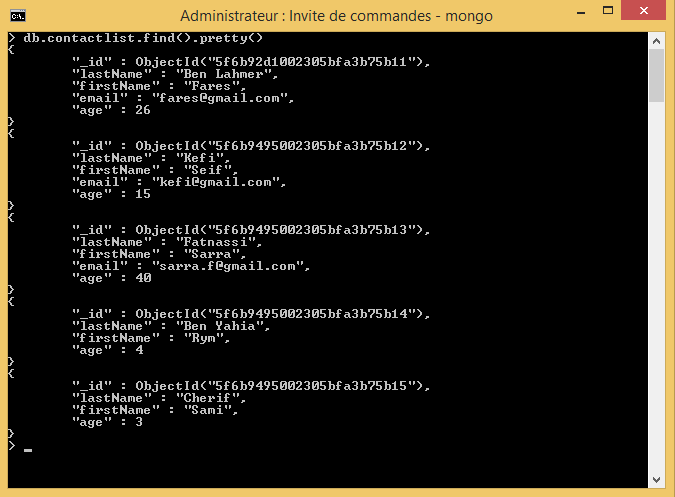 Administrateur : Invite de commandes - mongo
> db.contactlist.find().pretty()
{
"_id" : ObjectId("5f6b92d1002305bfa3b75b11"),
"lastName" : "Ben Lahmer",
"firstName" : "Fares",
"email" : "fares@gmail.com",
"age" : 26
}
{
"_id" : ObjectId("5f6b9495002305bfa3b75b12"),
"lastName" : "Kefi",
"firstName" : "Seif",
"email" : "kefi@gmail.com",
"age" : 15
}
{
"_id" : ObjectId("5f6b9495002305bfa3b75b13"),
"lastName" : "Fatnassi",
"firstName" : "Sarra",
"email" : "sarra.f@gmail.com",
"age" : 40
}
{
"_id" : ObjectId("5f6b9495002305bfa3b75b14"),
"lastName" : "Ben Yahia",
"firstName" : "Rym",
"age" : 4
}
{
"_id" : ObjectId("5f6b9495002305bfa3b75b15"),
"lastName" : "Cherif",
"firstName" : "Sami",
"age" : 3
}
> _